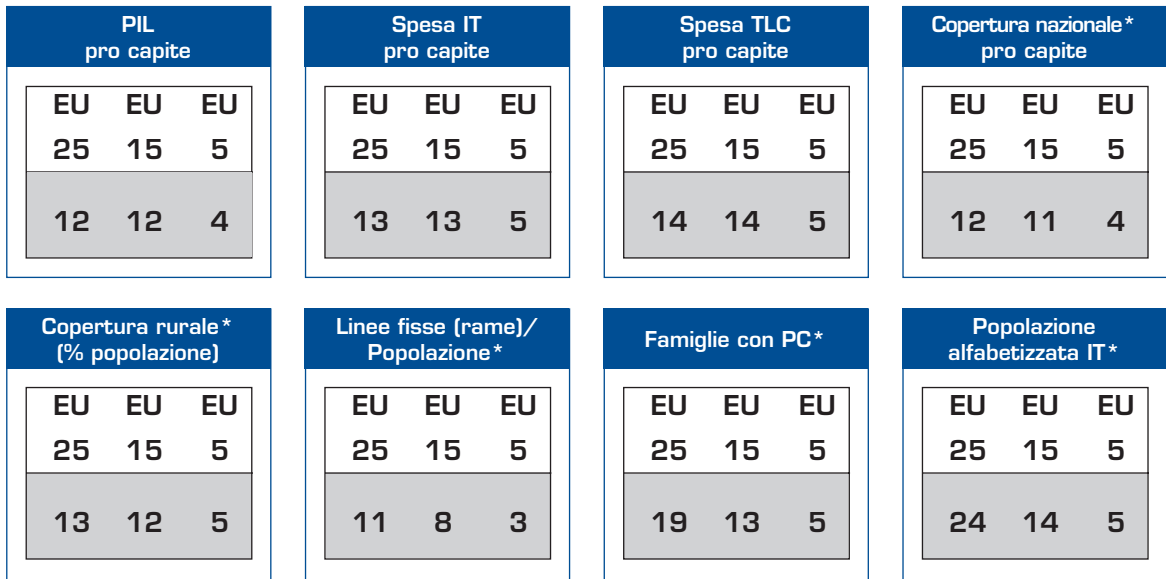 PIL
pro capite
EU EU EU
25 15 5
12 12 4
Spesa IT
pro capite
EU EU EU
25 15 5
13 13 5
Spesa TLC
pro capite
EU EU EU
25 15 5
14 14 5
Copertura nazionale*
pro capite
EU EU EU
25 15 5
12 11 4
Copertura rurale*
(% popolazione)
EU EU EU
25 15 5
13 12 5
Linee fisse (rame)/
Popolazione*
EU EU EU
25 15 5
11 8 3
Famiglie con PC*
EU EU EU
25 15 5
19 13 5
Popolazione
alfabetizzata IT*
EU EU EU
25 15 5
24 14 5